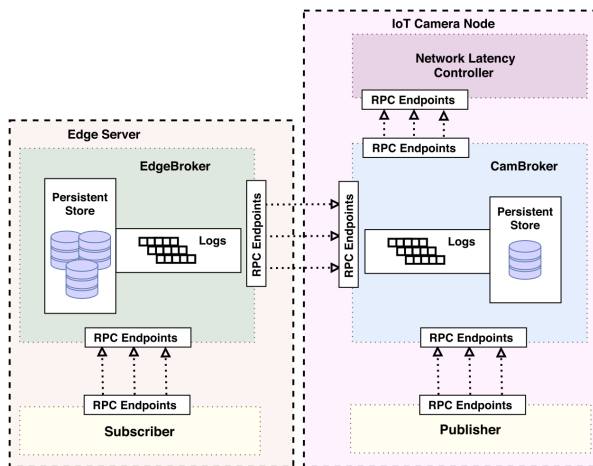 IoT Camera Node
Network Latency
Controller
RPC Endpoints
RPC Endpoints
CamBroker
RPC Endpoints
Logs
Persistent
Store
RPC Endpoints
RPC Endpoints
Publisher
Edge Server
EdgeBroker
Persistent
Store
Logs
RPC Endpoints
RPC Endpoints
RPC Endpoints
Subscriber